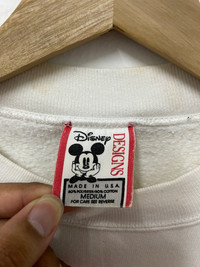 Disney
DESIGNS
MADE IN U.S.A.
50% POLYESTER/50% COTTON
MEDIUM
FOR CARE SEE REVERSE